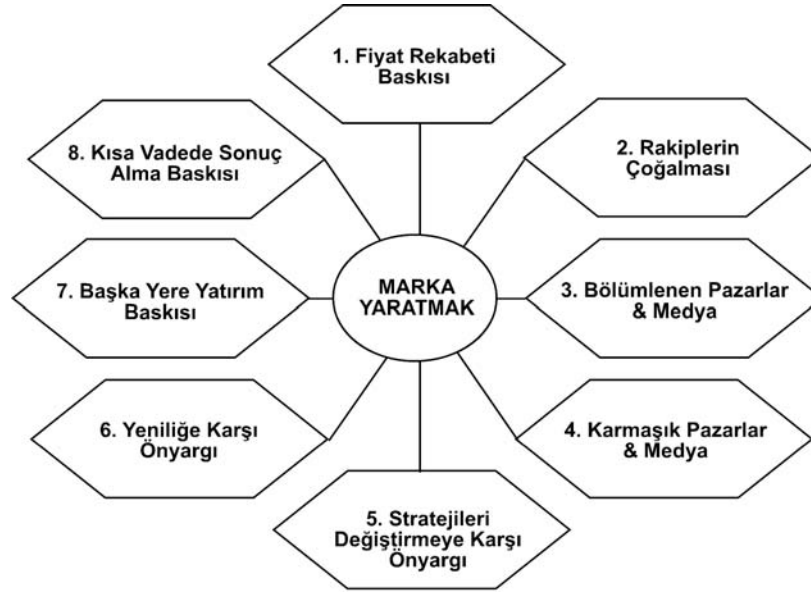 1. Fiyat Rekabeti
Baskısı
2. Rakiplerin
Çoğalması
3. Bölümlenen Pazarlar
& Medya
4. Karmaşık Pazarlar
& Medya
5. Stratejileri
Değiştirmeye Karşı
Önyargı
6. Yeniliğe Karşı
Önyargı
7. Başka Yere Yatırım
Baskısı
8. Kısa Vadede Sonuç
Alma Baskısı
MARKA
YARATMAK